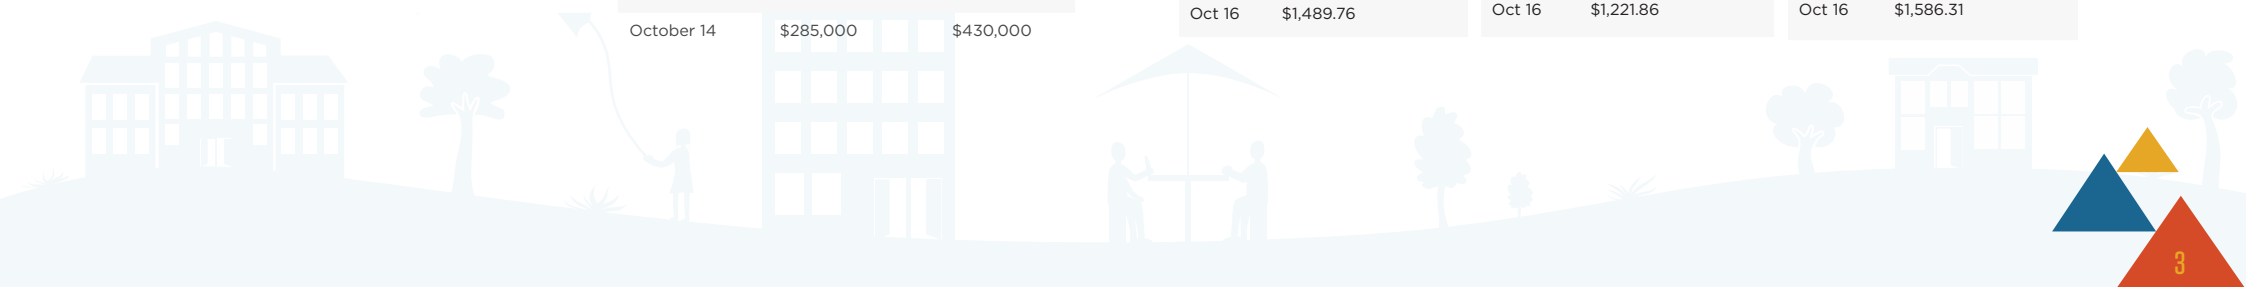 October 14 $285,000 $430,000
Oct 16 $1,489.76
Oct 16 $1,221.86
Oct 16 $1,586.31
3